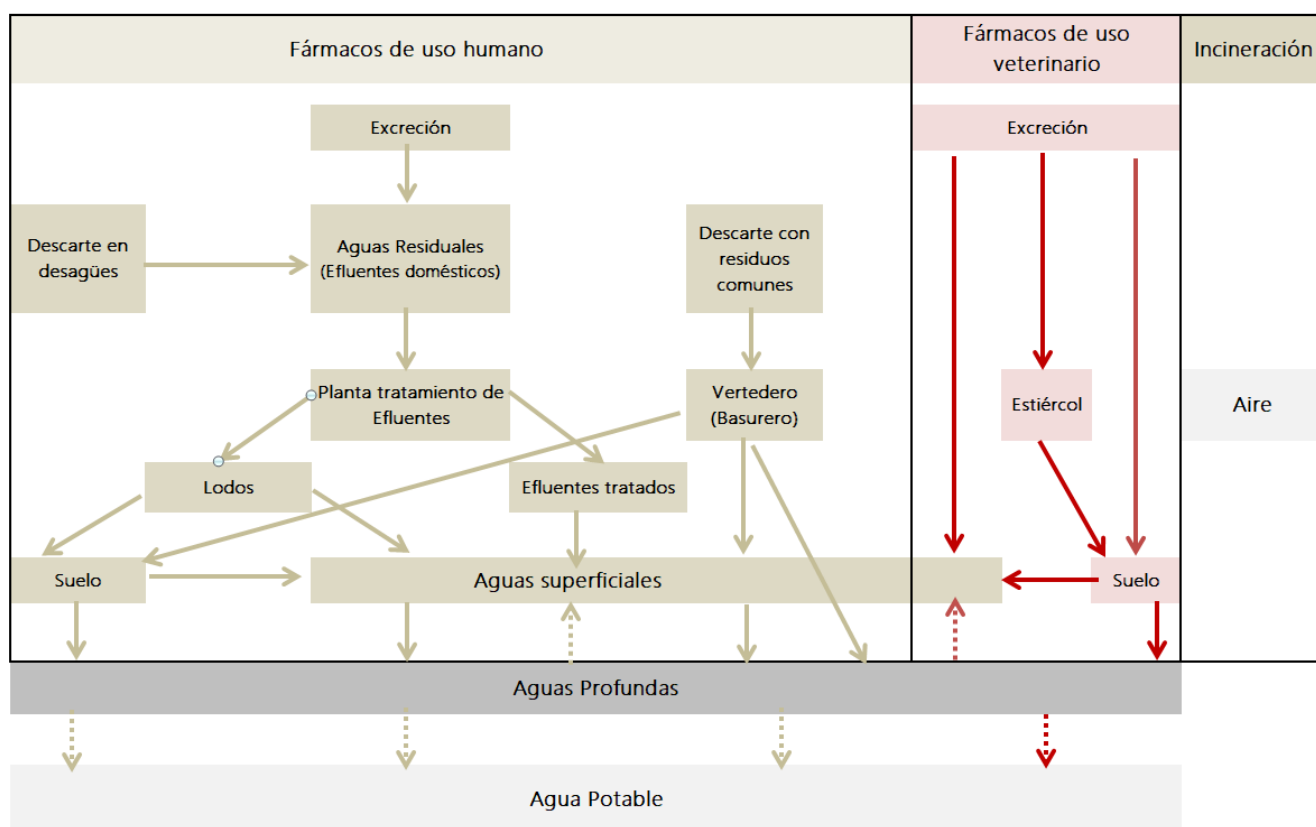 Fármacos de uso humano
Fármacos de uso
veterinario
Incineración
Excreción
Excreción
Descarte en
desagües
Aguas Residuales
(Efluentes domésticos)
Descarte con
residuos
comunes
Planta tratamiento de
Efluentes
Vertedero
(Basurero)
Estiércol
Aire
Lodos
Efluentes tratados
Suelo
Aguas superficiales
Suelo
Aguas Profundas
Agua Potable